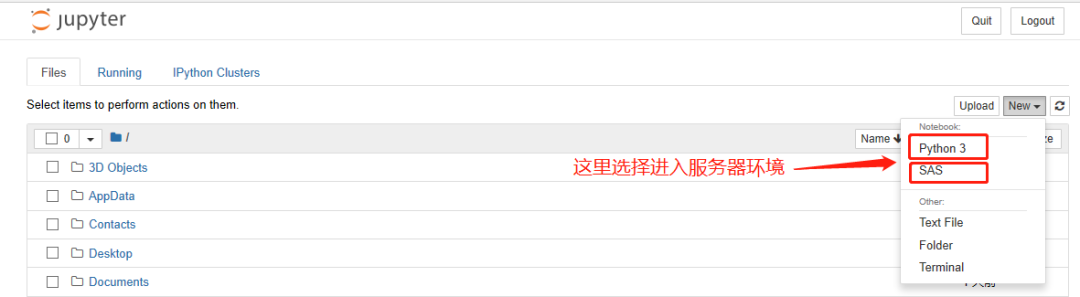 jupyter
Quit Logout
Files Running IPython Clusters
Select items to perform actions on them.
Upload New
0 / Name
Notebook:
Python 3
3D Objects
这里选择进入服务器环境
SAS
AppData
Other:
Contacts
Text File
Folder
Desktop
Terminal
Documents